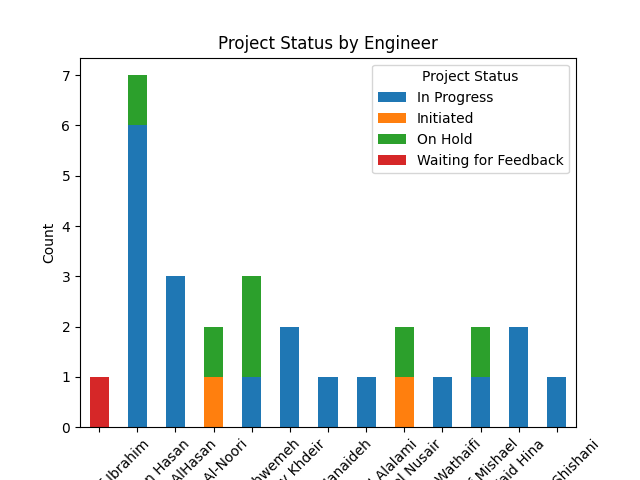 Project Status by Engineer
Project Status
In Progress
Initiated
On Hold
Waiting for Feedback
Count
7
6
5
4
3
2
1
0
Ibrahim
Hasan
AlHasan
Al-Noori
Khdeir
Alalami
Nusair
Wathaifi
Mishael
Hina
Shishani